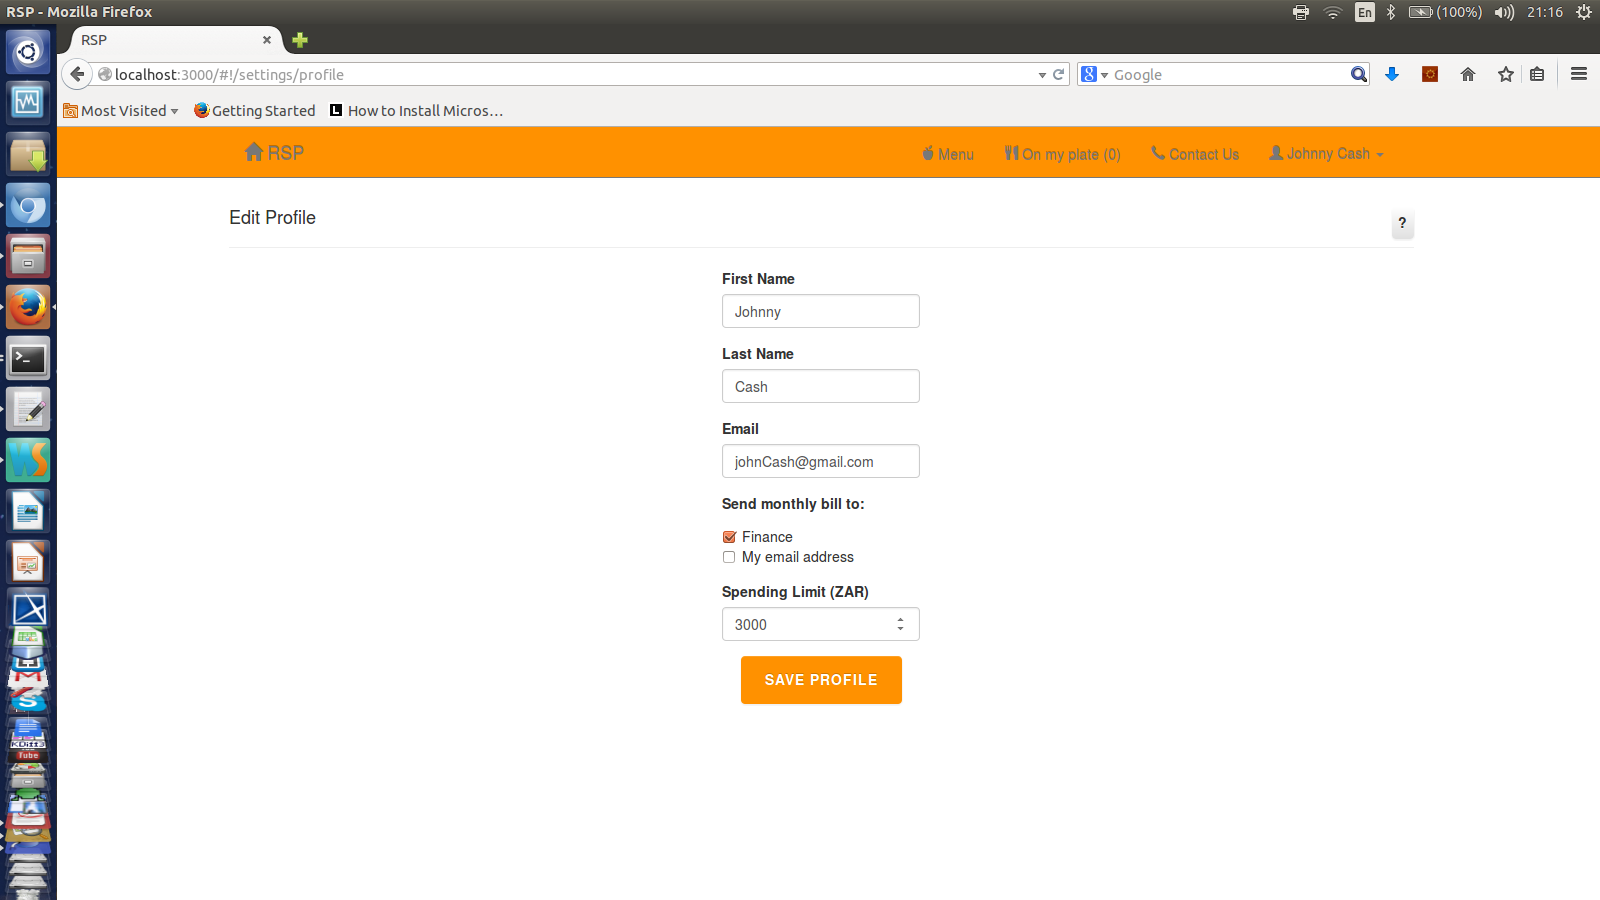 RSP - Mozilla Firefox
En
(100%)
21:16
RSP
localhost:3000/#!/settings/profile
Google
Most Visited
Getting Started
How to Install Micros...
RSP
Menu
On my plate (0)
Contact Us
Johnny Cash
Edit Profile
?
First Name
Johnny
Last Name
Cash
Email
johnCash@gmail.com
Send monthly bill to:
Finance
My email address
Spending Limit (ZAR)
3000
SAVE PROFILE
Tube